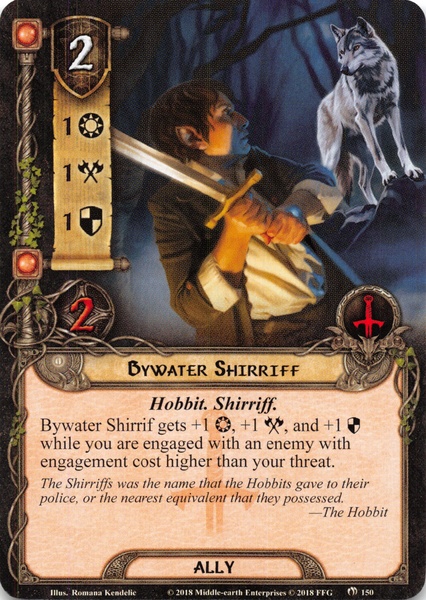 2
1
1
1
2
Bywater Shirriff
Hobbit. Shirriff.
Bywater Shirrif gets +1 , +1 , and +1
while you are engaged with an enemy with
engagement cost higher than your threat.
The Shirriffs was the name that the Hobbits gave to their
police, or the nearest equivalent that they possessed.
—The Hobbit
ALLY
Illus. Romana Kendelic © 2018 Middle-earth Enterprises © 2018 FFG 150